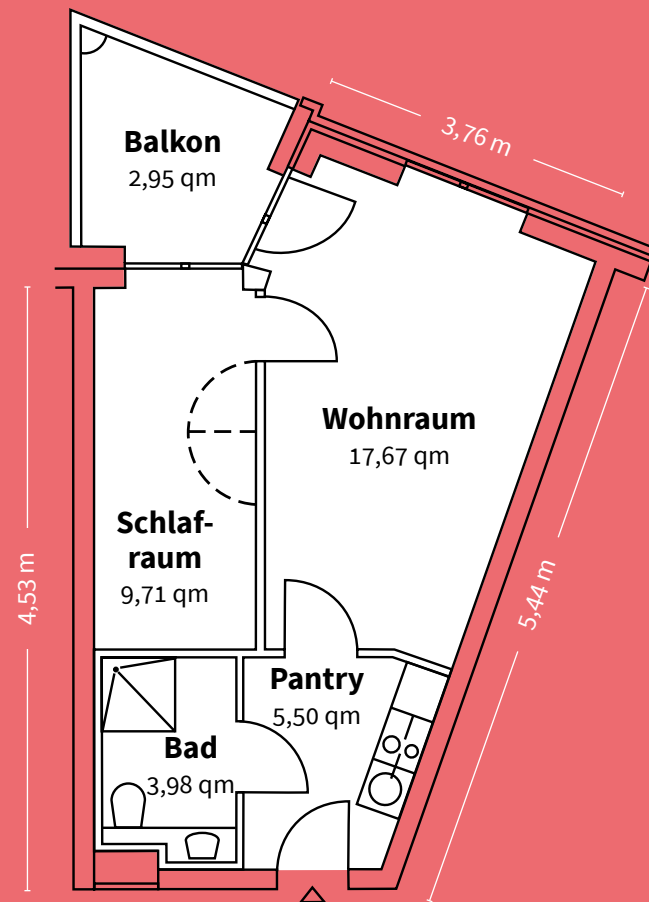 3,76 m
Balkon
2,95 qm
Wohnraum
17,67 qm
Schlaf-
raum
9,71 qm
4,53 m
5,44 m
Pantry
5,50 qm
Bad
3,98 qm